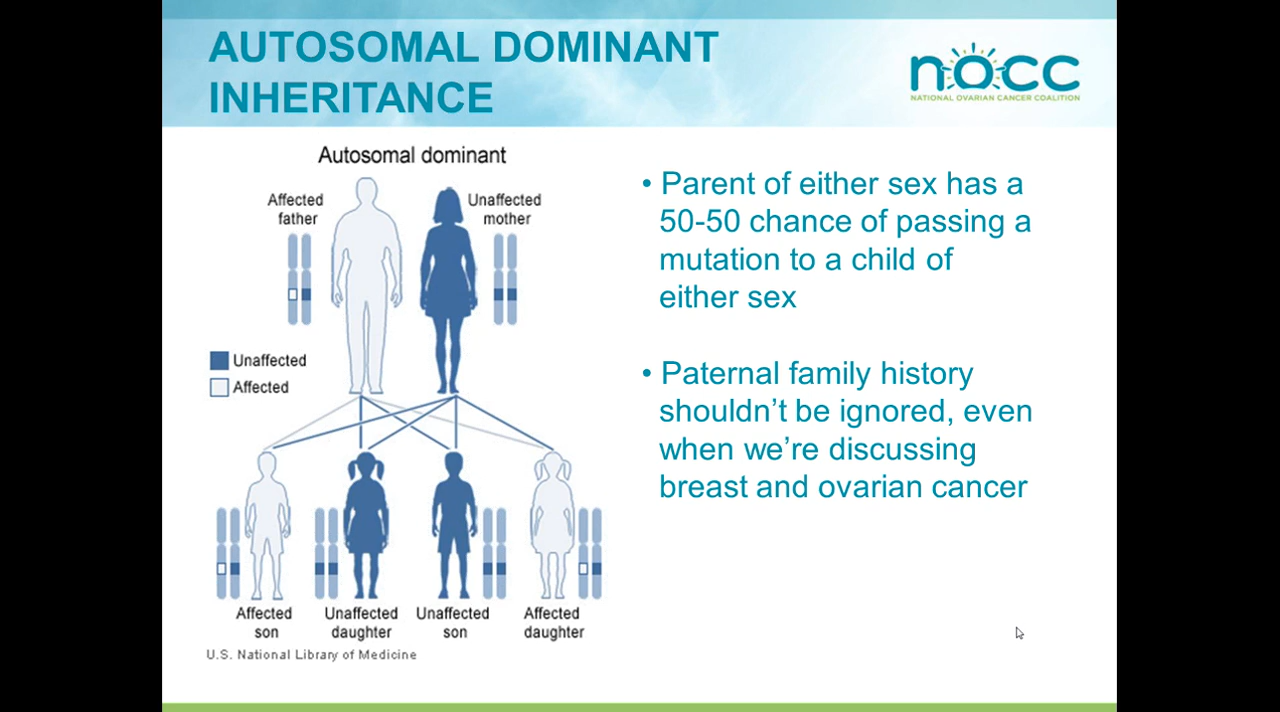 AUTOSOMAL DOMINANT
INHERITANCE
nocc
NATIONAL OVARIAN CANCER COALITION
Autosomal dominant
Affected
father
Unaffected
mother
Unaffected
Affected
Affected
son
Unaffected
daughter
Unaffected
son
Affected
daughter
U.S. National Library of Medicine
• Parent of either sex has a
50-50 chance of passing a
mutation to a child of
either sex
• Paternal family history
shouldn’t be ignored, even
when we’re discussing
breast and ovarian cancer